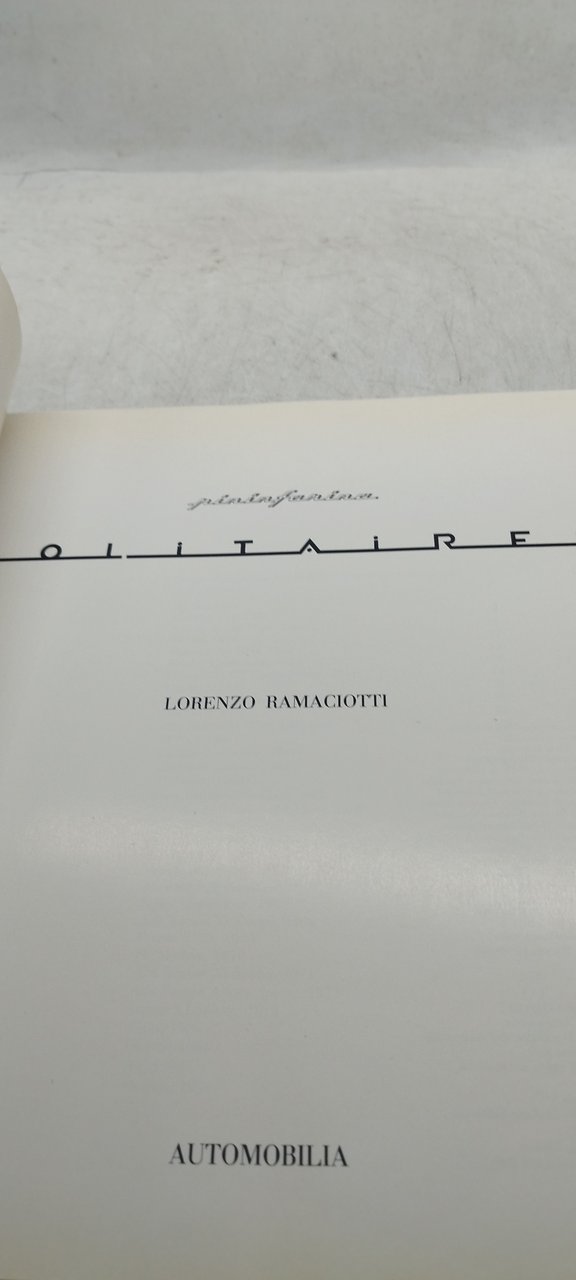 pininfarina
OLiTAiRE
LORENZO RAMACIOTTI
AUTOMOBILIA